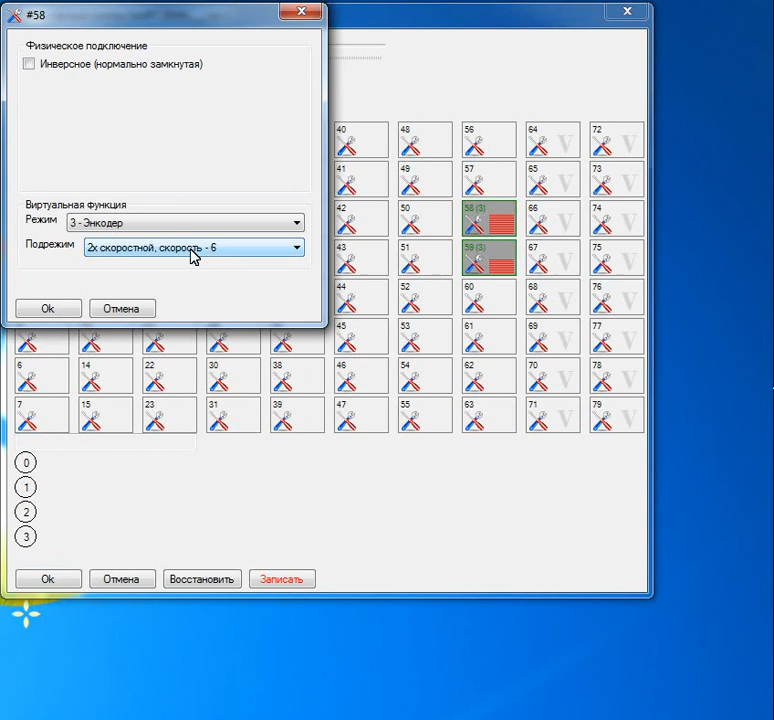 #58
Физическое подключение
Инверсное (нормально замкнутая)
Виртуальная функция
Режим 3 - Энкодер
Подрежим 2х скоростной, скорость - 6
Ok Отмена
40 48 56 64 V 72
41 49 57 65 V 73
42 50 58 (3) 66 V 74
43 51 59 (3) 67 V 75
44 52 60 68 V 76
45 53 61 69 V 77
6 14 22 30 38 46 54 62 70 V 78
7 15 23 31 39 47 55 63 71 V 79
0
1
2
3
Ok Отмена Восстановить Записать